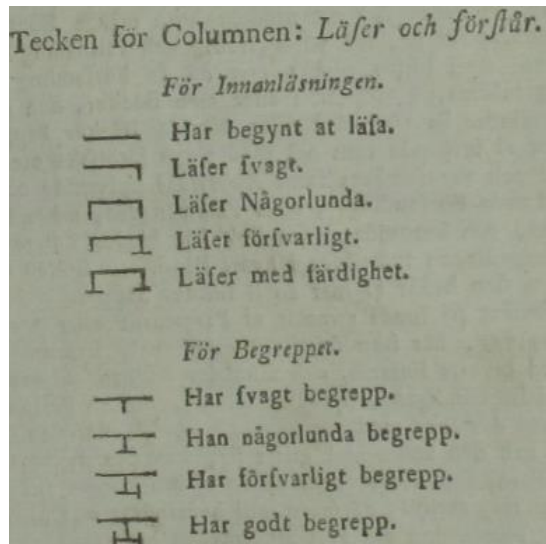 Tecken för Columnen: Läſer och förſtår.
För Innanläsningen.
Har begynt at läſa.
Läſer ſvagt.
Läſer Någorlunda.
Läſer förſvarligt.
Läſer med färdighet.
För Begreppet.
Har ſvagt begrepp.
Han någorlunda begrepp.
Har förſvarligt begrepp.
Har godt begrepp.